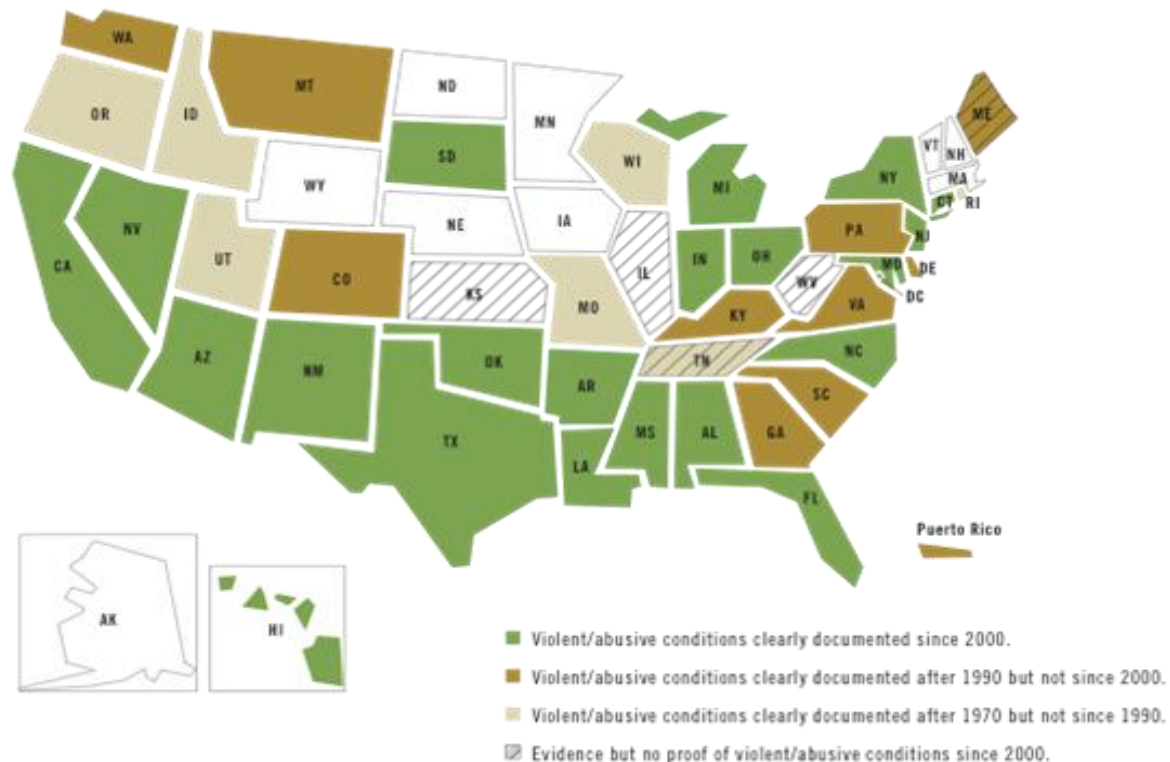 WA
MT
ND
MN
OR
ID
SD
WI
WY
MI
NE
IA
NV
UT
CA
CO
KS
MO
IL
IN
OH
WV
PA
NY
VT
NH
MA
ME
CT
RI
NJ
MD
DE
DC
VA
KY
TN
NC
SC
GA
AZ
NM
OK
AR
TX
LA
MS
AL
FL
Puerto Rico
AK
HI
Violent/abusive conditions clearly documented since 2000.
Violent/abusive conditions clearly documented after 1990 but not since 2000.
Violent/abusive conditions clearly documented after 1970 but not since 1990.
Evidence but no proof of violent/abusive conditions since 2000.